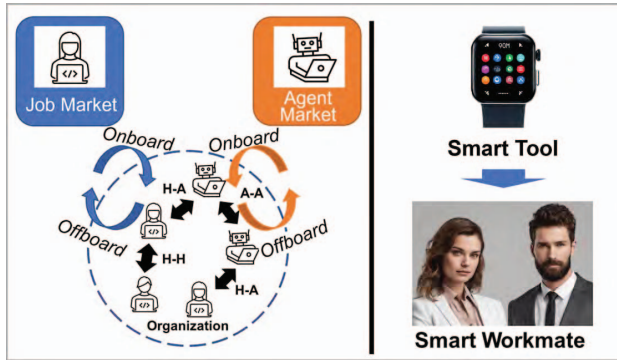 Job Market
Agent
Market
Onboard
Onboard
H-A
A-A
Offboard
Offboard
H-H
H-A
Organization
Smart Tool
Smart Workmate